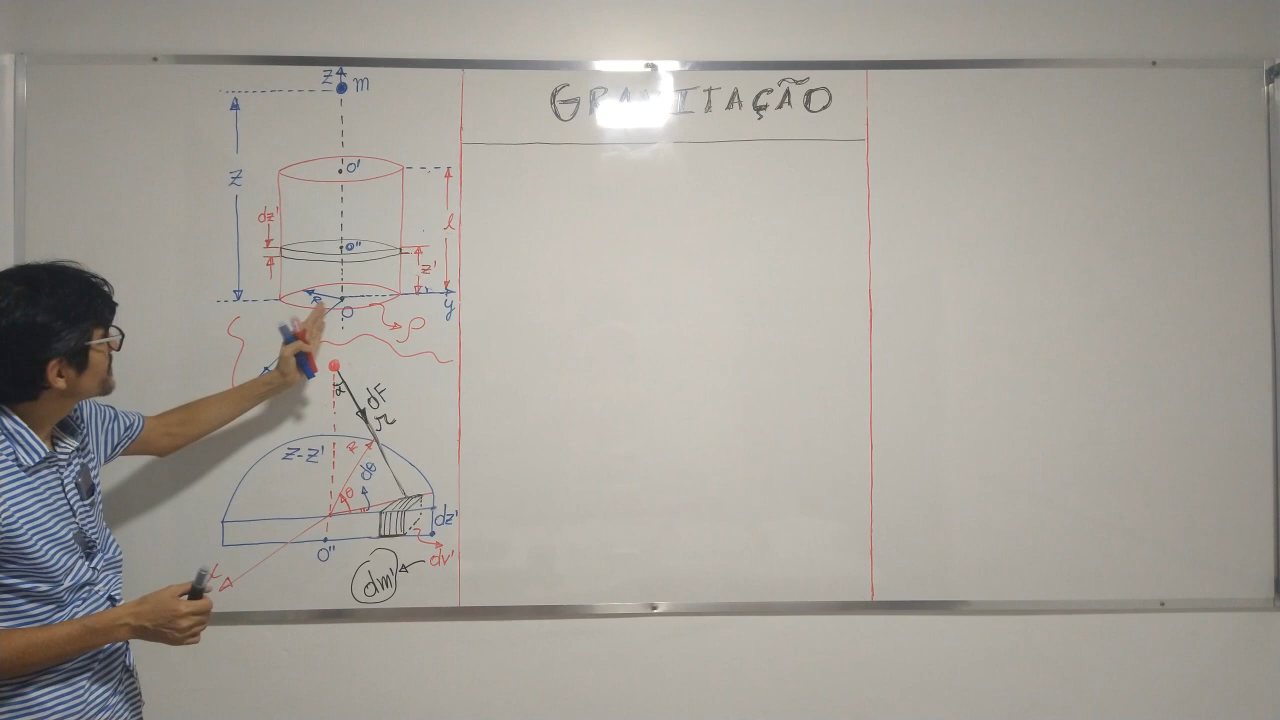 Z m
GRAVITAÇÃO
O'
Z
dz'
l
O"
z'
R
O
y
ρ
α
dF
r
Z-Z'
R
dθ
θ
dz'
O"
dv'
dm'